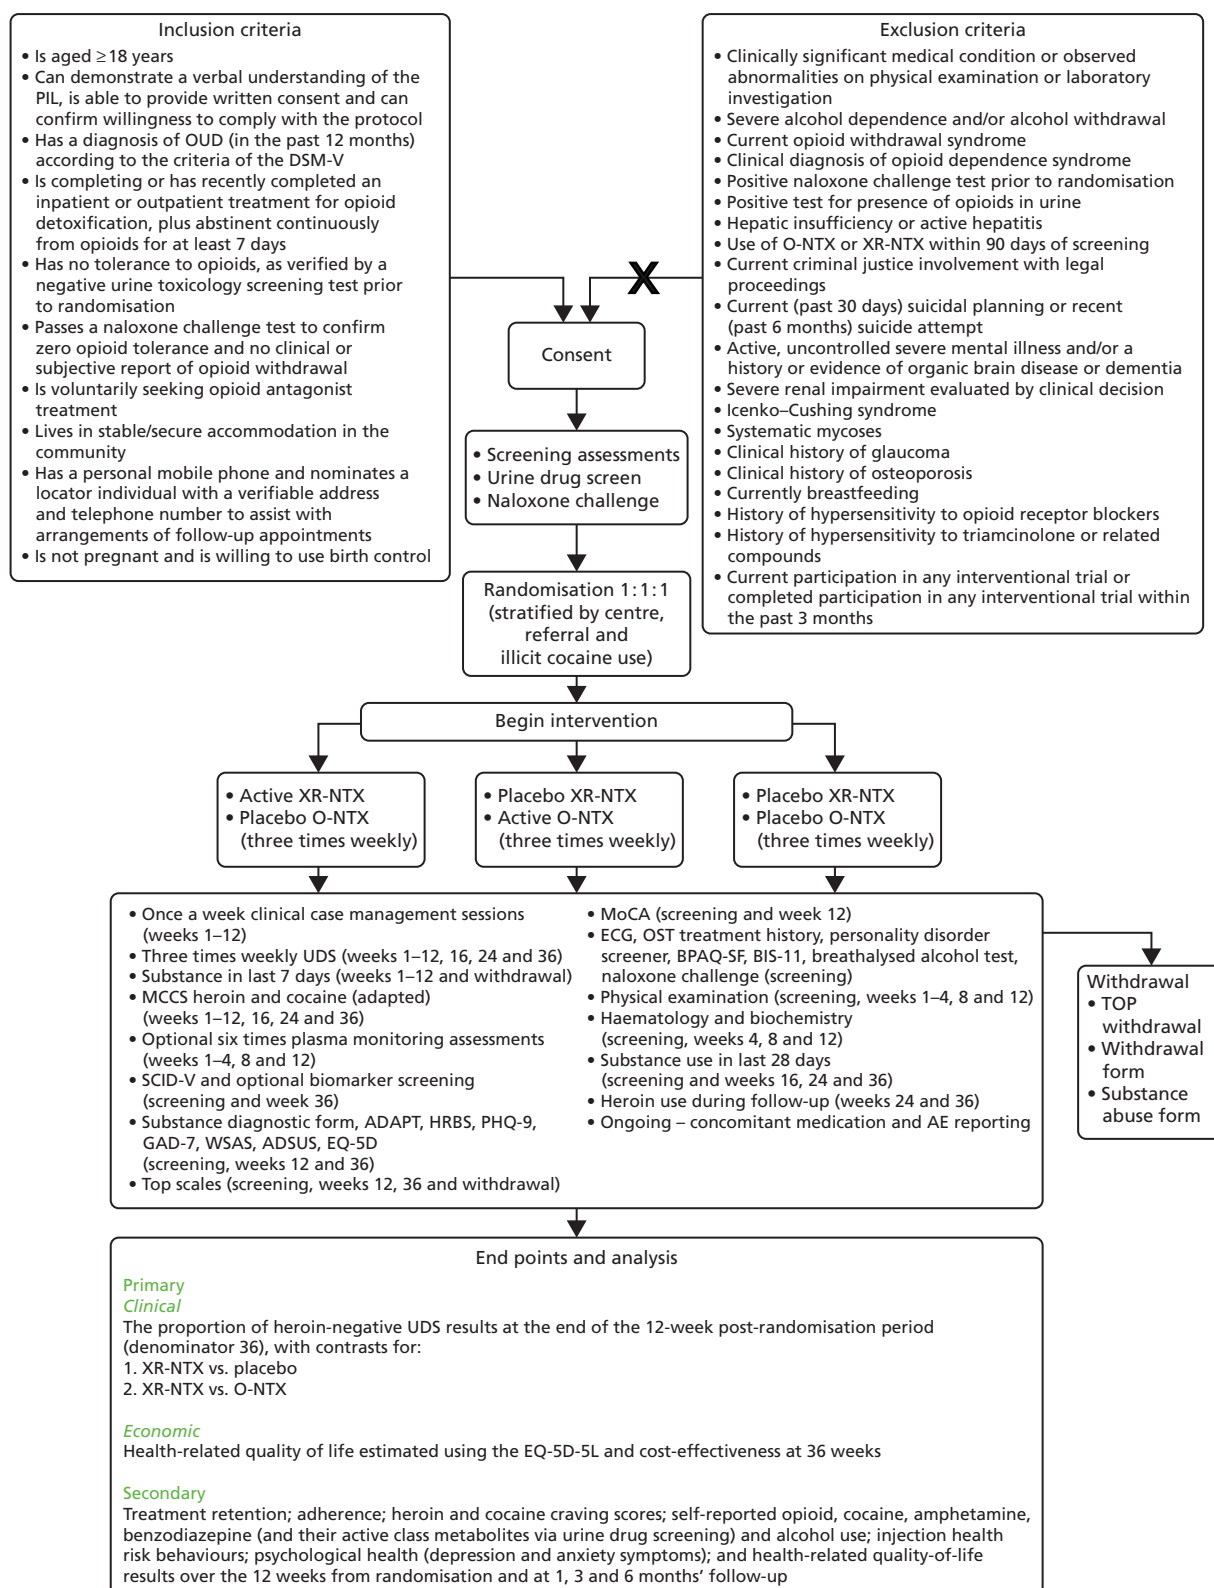 Inclusion criteria
• Is aged ≥18 years
• Can demonstrate a verbal understanding of the
PIL, is able to provide written consent and can
confirm willingness to comply with the protocol
• Has a diagnosis of OUD (in the past 12 months)
according to the criteria of the DSM-V
• Is completing or has recently completed an
inpatient or outpatient treatment for opioid
detoxification, plus abstinent continuously
from opioids for at least 7 days
• Has no tolerance to opioids, as verified by a
negative urine toxicology screening test prior
to randomisation
• Passes a naloxone challenge test to confirm
zero opioid tolerance and no clinical or
subjective report of opioid withdrawal
• Is voluntarily seeking opioid antagonist
treatment
• Lives in stable/secure accommodation in the
community
• Has a personal mobile phone and nominates a
locator individual with a verifiable address
and telephone number to assist with
arrangements of follow-up appointments
• Is not pregnant and is willing to use birth control
Exclusion criteria
• Clinically significant medical condition or observed
abnormalities on physical examination or laboratory
investigation
• Severe alcohol dependence and/or alcohol withdrawal
• Current opioid withdrawal syndrome
• Clinical diagnosis of opioid dependence syndrome
• Positive naloxone challenge test prior to randomisation
• Positive test for presence of opioids in urine
• Hepatic insufficiency or active hepatitis
• Use of O-NTX or XR-NTX within 90 days of screening
• Current criminal justice involvement with legal
proceedings
• Current (past 30 days) suicidal planning or recent
(past 6 months) suicide attempt
• Active, uncontrolled severe mental illness and/or a
history or evidence of organic brain disease or dementia
• Severe renal impairment evaluated by clinical decision
• Icenko–Cushing syndrome
• Systematic mycoses
• Clinical history of glaucoma
• Clinical history of osteoporosis
• Currently breastfeeding
• History of hypersensitivity to opioid receptor blockers
• History of hypersensitivity to triamcinolone or related
compounds
• Current participation in any interventional trial or
completed participation in any interventional trial within
the past 3 months
X
Consent
• Screening assessments
• Urine drug screen
• Naloxone challenge
Randomisation 1:1:1
(stratified by centre,
referral and
illicit cocaine use)
Begin intervention
• Active XR-NTX
• Placebo O-NTX
(three times weekly)
• Placebo XR-NTX
• Active O-NTX
(three times weekly)
• Placebo XR-NTX
• Placebo O-NTX
(three times weekly)
• Once a week clinical case management sessions
(weeks 1–12)
• Three times weekly UDS (weeks 1–12, 16, 24 and 36)
• Substance in last 7 days (weeks 1–12 and withdrawal)
• MCCS heroin and cocaine (adapted)
(weeks 1–12, 16, 24 and 36)
• Optional six times plasma monitoring assessments
(weeks 1–4, 8 and 12)
• SCID-V and optional biomarker screening
(screening and week 36)
• Substance diagnostic form, ADAPT, HRBS, PHQ-9,
GAD-7, WSAS, ADSUS, EQ-5D
(screening, weeks 12 and 36)
• Top scales (screening, weeks 12, 36 and withdrawal)
• MoCA (screening and week 12)
• ECG, OST treatment history, personality disorder
screener, BPAQ-SF, BIS-11, breathalysed alcohol test,
naloxone challenge (screening)
• Physical examination (screening, weeks 1–4, 8 and 12)
• Haematology and biochemistry
(screening, weeks 4, 8 and 12)
• Substance use in last 28 days
(screening and weeks 16, 24 and 36)
• Heroin use during follow-up (weeks 24 and 36)
• Ongoing – concomitant medication and AE reporting
Withdrawal
• TOP
withdrawal
• Withdrawal
form
• Substance
abuse form
End points and analysis
Primary
Clinical
The proportion of heroin-negative UDS results at the end of the 12-week post-randomisation period
(denominator 36), with contrasts for:
1. XR-NTX vs. placebo
2. XR-NTX vs. O-NTX
Economic
Health-related quality of life estimated using the EQ-5D-5L and cost-effectiveness at 36 weeks
Secondary
Treatment retention; adherence; heroin and cocaine craving scores; self-reported opioid, cocaine, amphetamine,
benzodiazepine (and their active class metabolites via urine drug screening) and alcohol use; injection health
risk behaviours; psychological health (depression and anxiety symptoms); and health-related quality-of-life
results over the 12 weeks from randomisation and at 1, 3 and 6 months’ follow-up